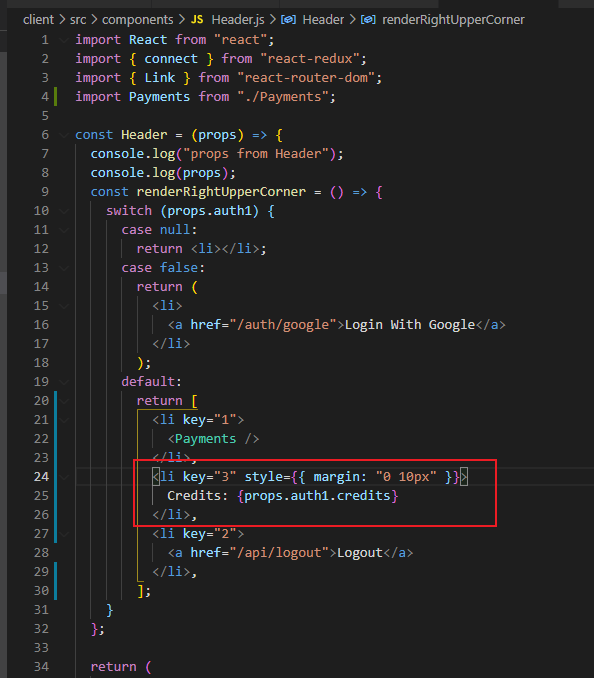 client > src > components > JS Header.js > Header > renderRightUpperCorner
1 import React from "react";
2 import { connect } from "react-redux";
3 import { Link } from "react-router-dom";
4 import Payments from "./Payments";
5
6 const Header = (props) => {
7 console.log("props from Header");
8 console.log(props);
9 const renderRightUpperCorner = () => {
10 switch (props.auth1) {
11 case null:
12 return <li></li>;
13 case false:
14 return (
15 <li>
16 <a href="/auth/google">Login With Google</a>
17 </li>
18 );
19 default:
20 return [
21 <li key="1">
22 <Payments />
23 </li>,
24 <li key="3" style={{ margin: "0 10px" }}>
25 Credits: {props.auth1.credits}
26 </li>,
27 <li key="2">
28 <a href="/api/logout">Logout</a>
29 </li>,
30 ];
31 }
32 };
33
34 return (